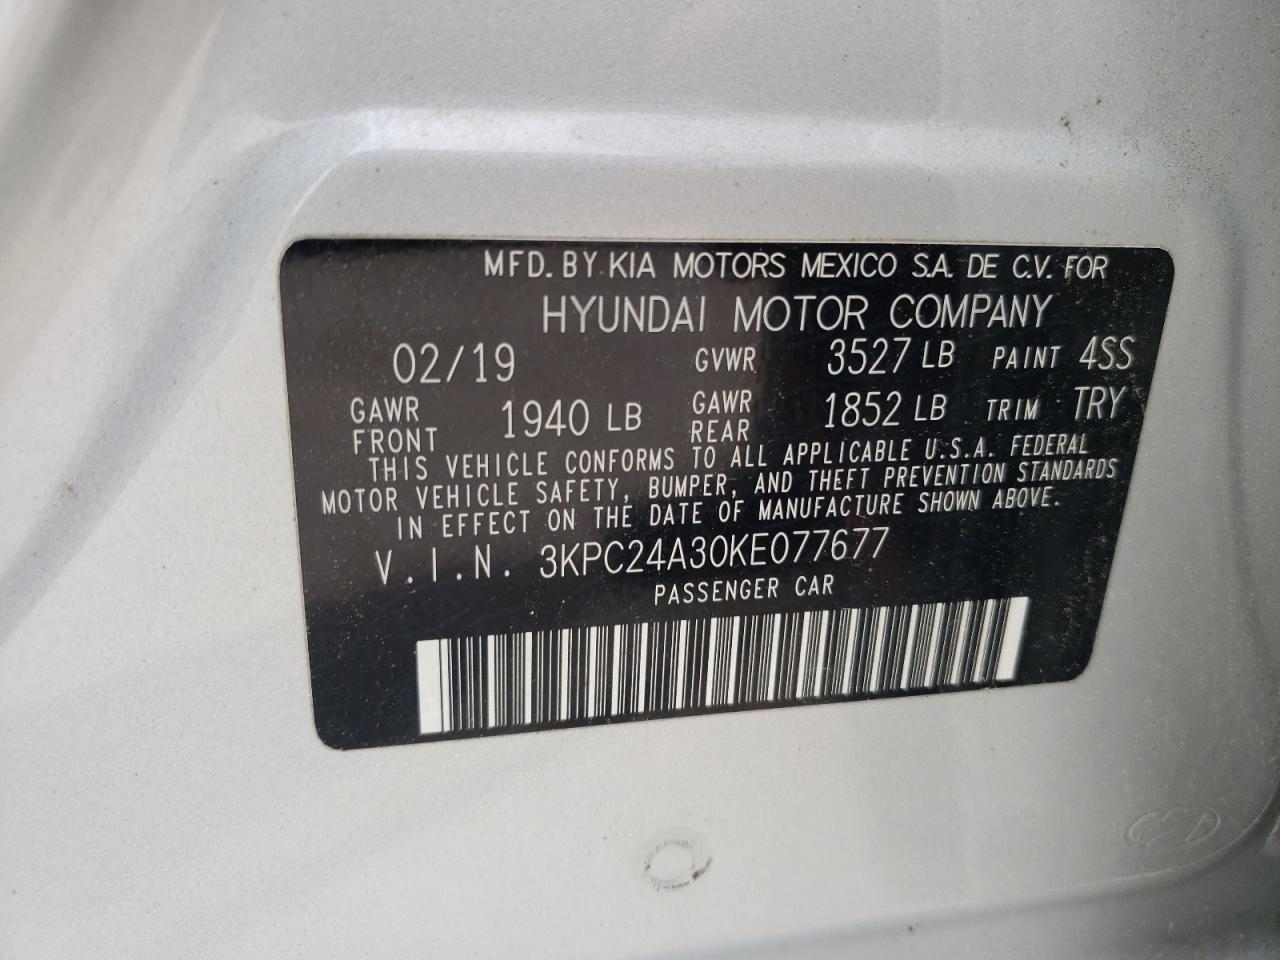 MFD. BY KIA MOTORS MEXICO S.A. DE C.V. FOR
HYUNDAI MOTOR COMPANY
02/19 GVWR 3527 LB PAINT 4SS
GAWR FRONT 1940 LB GAWR REAR 1852 LB TRIM TRY
THIS VEHICLE CONFORMS TO ALL APPLICABLE U.S.A. FEDERAL
MOTOR VEHICLE SAFETY, BUMPER, AND THEFT PREVENTION STANDARDS
IN EFFECT ON THE DATE OF MANUFACTURE SHOWN ABOVE.
V.I.N. 3KPC24A30KE077677
PASSENGER CAR